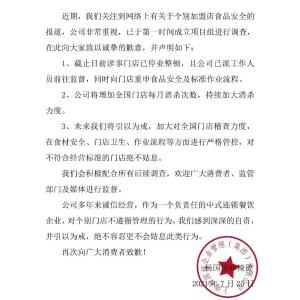 近期，我们关注到网络上有关于个别加盟店食品安全的
报道，公司非常重视，已于第一时间成立项目组进行调查，
在此向大家致以诚挚的歉意，并声明如下：
1、截止日前涉事门店已停业整顿，且公司已派工作人
员前往督察，同时向门店重申食品安全及标准作业流程。
2、公司将增加全国门店每月消杀次数，持续加大消杀
力度。
3、未来我们将引以为戒，加大对全国门店稽查力度，
在食材安全、门店卫生、作业流程等方面进行严格管控，对
不符合经营标准的门店绝不姑息。
我们会积极配合所有后续调查，欢迎广大消费者、监管
部门及媒体进行监督。
公司多年来诚信经营，作为一个负责任的中式连锁餐饮
企业，对个别门店不遵循管理的行为，我们感到深深的自责，
并引以为戒，绝不容忍更不会姑息此类行为。
再次向广大消费者致歉！
杨国福麻辣烫
7月25日